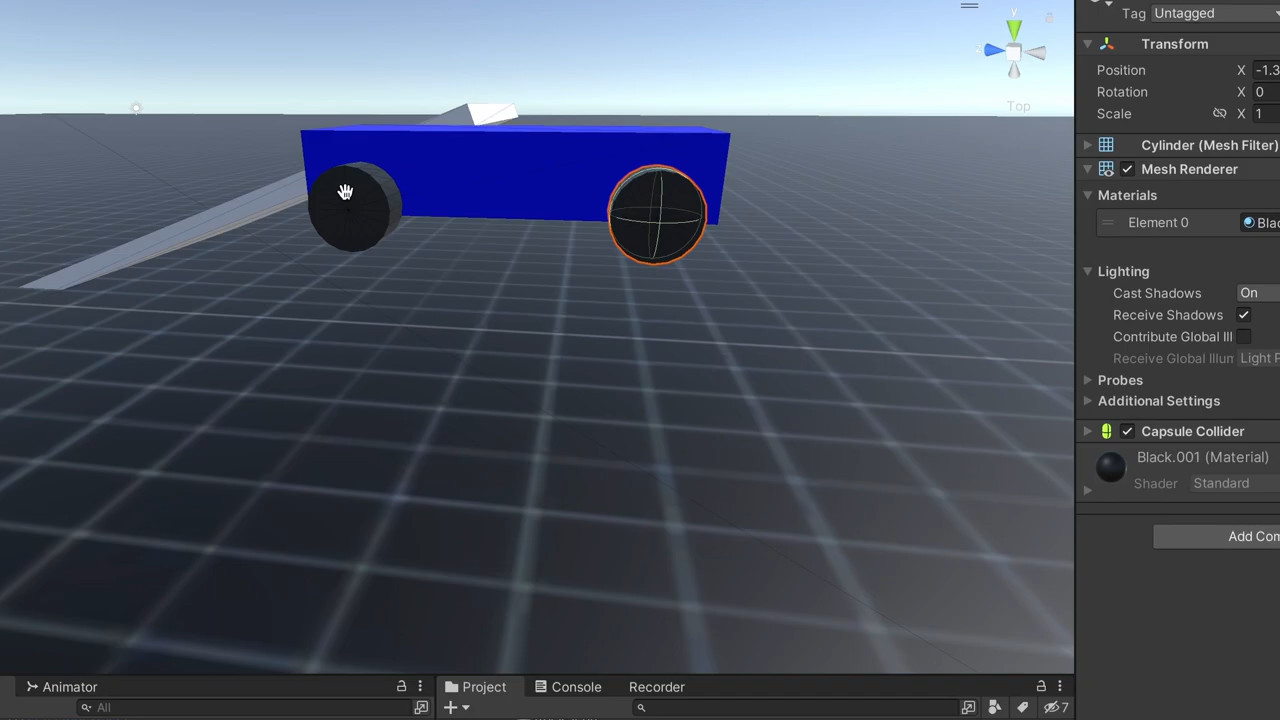 Tag Untagged
y
Transform
Position X -1.3
Rotation X 0
Scale X 1
Top
Cylinder (Mesh Filter)
Mesh Renderer
Materials
Element 0 Blac
Lighting
Cast Shadows On
Receive Shadows
Contribute Global Ill
Receive Global Illum Light P
Probes
Additional Settings
Capsule Collider
Black.001 (Material)
Shader Standard
Add Com
Animator
Project Console Recorder
All
7